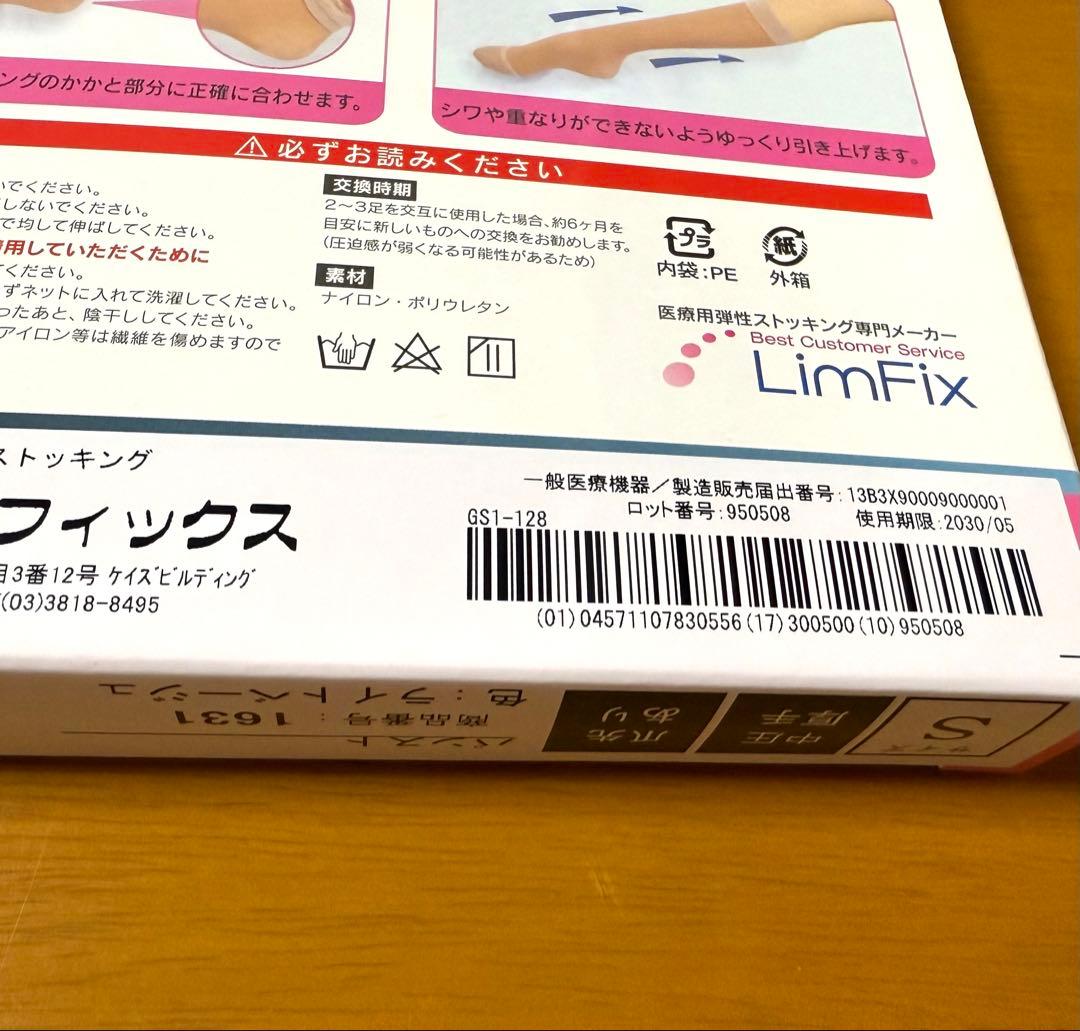 ングのかかと部分に正確に合わせます。
シワや重なりができないようゆっくり引き上げます。
必ずお読みください
いでください。
しないでください。
で均して伸ばしてください。
用していただくために
てください。
ずネットに入れて洗濯してください。
ったあと、陰干ししてください。
アイロン等は繊維を傷めますので
交換時期
2〜3足を交互に使用した場合、約6ヶ月を
目安に新しいものへの交換をお勧めします。
(圧迫感が弱くなる可能性があるため)
素材
ナイロン・ポリウレタン
プラ
内袋:PE
紙
外箱
医療用弾性ストッキング専門メーカー
Best Customer Service
LimFix
ストッキング
フィックス
目3番12号 ケイズビルディング
(03)3818-8495
一般医療機器/製造販売届出番号:13B3X90009000001
GS1-128
ロット番号:950508
使用期限:2030/05
(01)04571107830556(17)300500(10)950508
パンスト
商品番号:1631
色:ライトベージュ
爪先
あり
中圧
厚手
サイズ
S